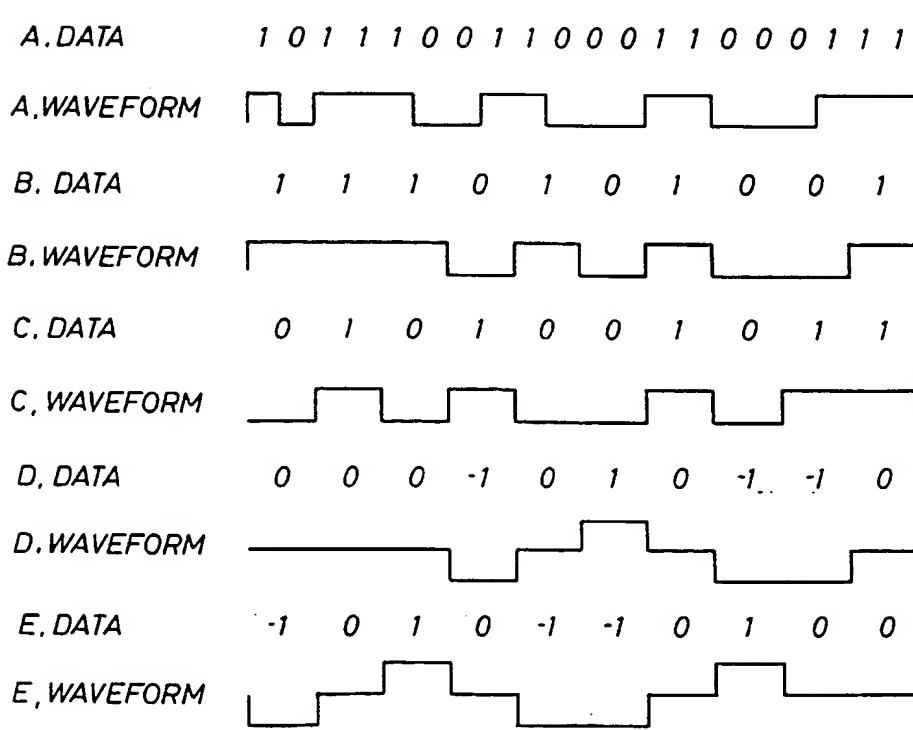 A. DATA 1 0 1 1 1 0 0 1 1 0 0 0 1 1 0 0 0 1 1 1
A, WAVEFORM
B. DATA 1 1 1 0 1 0 1 0 0 1
B. WAVEFORM
C, DATA 0 1 0 1 0 0 1 0 1 1
C, WAVEFORM
D, DATA 0 0 0 -1 0 1 0 -1 -1 0
D. WAVEFORM
E, DATA -1 0 1 0 -1 -1 0 1 0 0
E, WAVEFORM